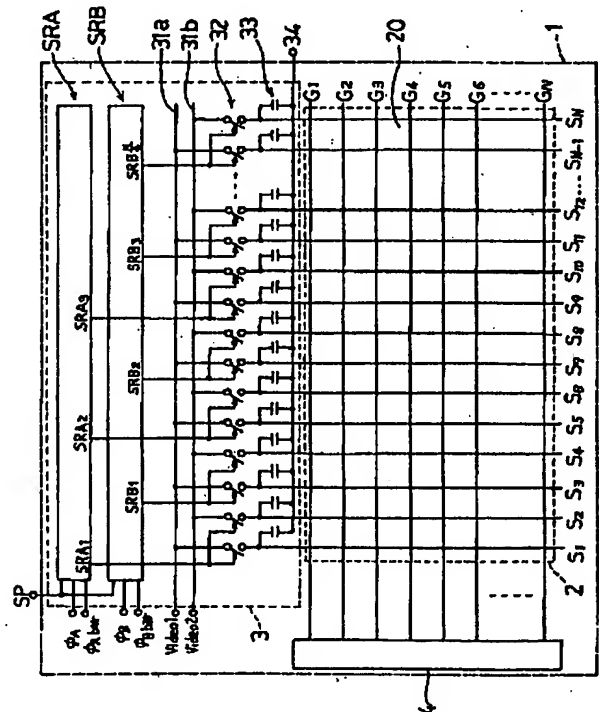 SRA
SRB
31a
31b
32
33
34
SP
ΦA
ΦA bar
ΦB
ΦB bar
Video1
Video2
SRA1 SRA2 SRA3
SRB1 SRB2 SRB3 SRB N/4
3
1
20
G1
G2
G3
G4
G5
G6
GN
2
S1 S2 S3 S4 S5 S6 S7 S8 S9 S10 S11 S12 ..... SN-1 SN